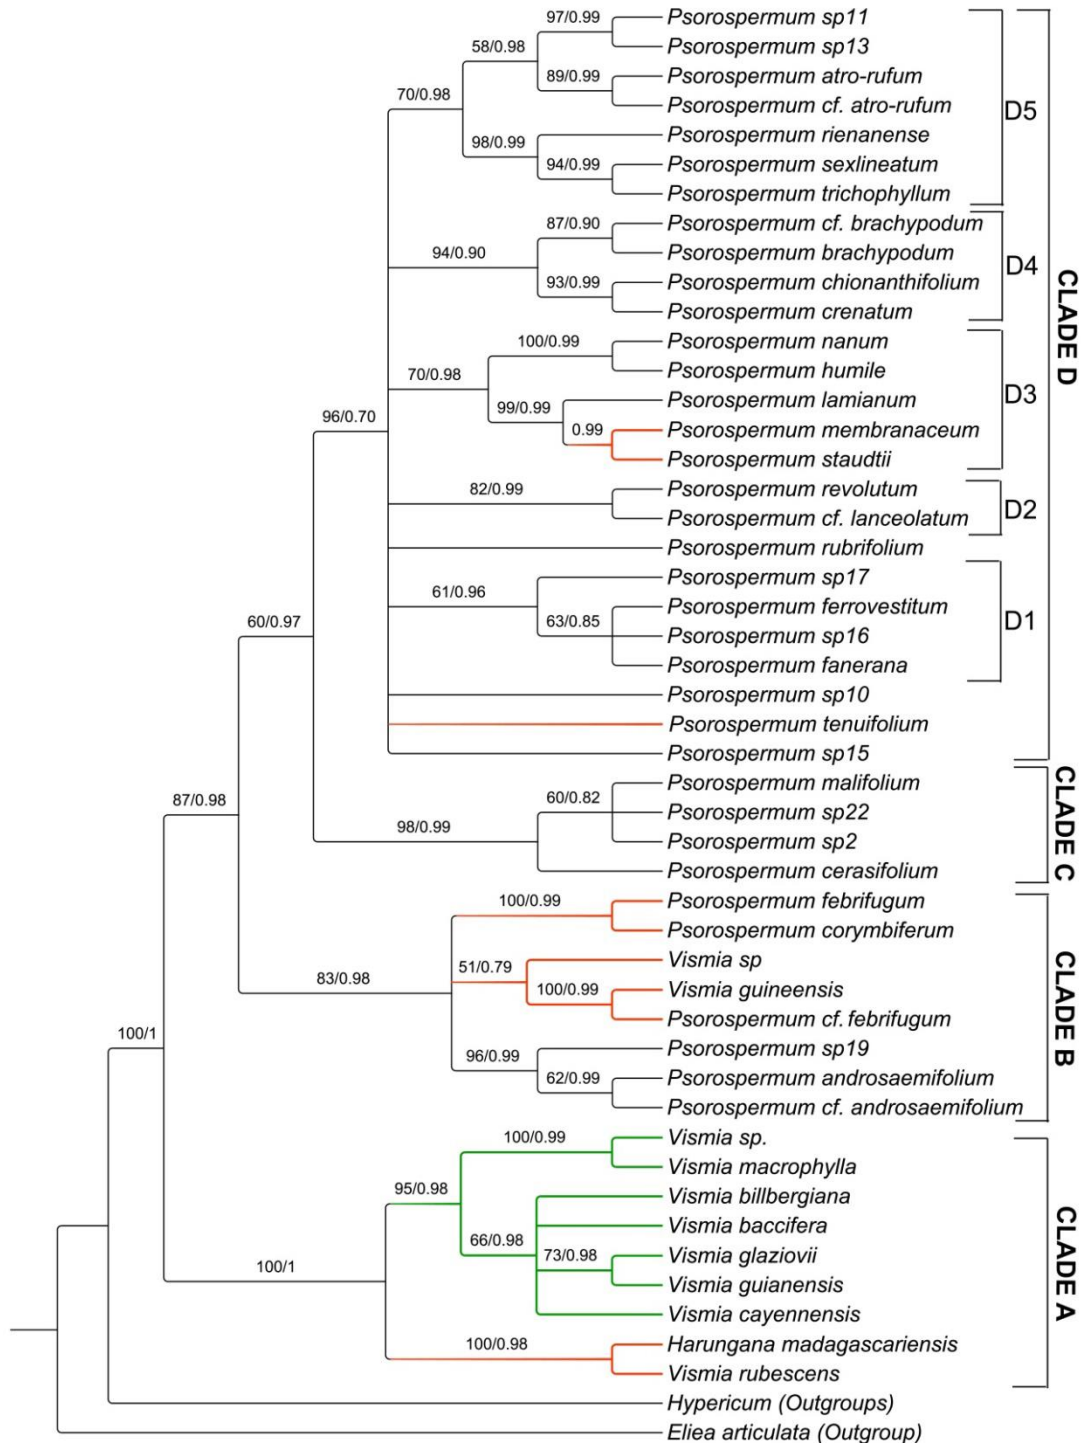 97/0.99
Psorospermum sp11
58/0.98
Psorospermum sp13
89/0.99
Psorospermum atro-rufum
70/0.98
Psorospermum cf. atro-rufum
D5
98/0.99
Psorospermum rienanense
94/0.99
Psorospermum sexlineatum
Psorospermum trichophyllum
87/0.90
Psorospermum cf. brachypodum
94/0.90
Psorospermum brachypodum
D4
93/0.99
Psorospermum chionanthifolium
Psorospermum crenatum
CLADE D
100/0.99
Psorospermum nanum
70/0.98
Psorospermum humile
D3
99/0.99
Psorospermum lamianum
96/0.70
0.99
Psorospermum membranaceum
Psorospermum staudtii
82/0.99
Psorospermum revolutum
D2
Psorospermum cf. lanceolatum
Psorospermum rubrifolium
61/0.96
Psorospermum sp17
60/0.97
63/0.85
Psorospermum ferrovestitum
D1
Psorospermum sp16
Psorospermum fanerana
Psorospermum sp10
Psorospermum tenuifolium
Psorospermum sp15
87/0.98
60/0.82
Psorospermum malifolium
98/0.99
Psorospermum sp22
CLADE C
Psorospermum sp2
Psorospermum cerasifolium
100/0.99
Psorospermum febrifugum
Psorospermum corymbiferum
83/0.98
51/0.79
Vismia sp
100/0.99
Vismia guineensis
CLADE B
Psorospermum cf. febrifugum
100/1
96/0.99
Psorospermum sp19
62/0.99
Psorospermum androsaemifolium
Psorospermum cf. androsaemifolium
100/0.99
Vismia sp.
95/0.98
Vismia macrophylla
Vismia billbergiana
66/0.98
Vismia baccifera
73/0.98
Vismia glaziovii
CLADE A
100/1
Vismia guianensis
Vismia cayennensis
100/0.98
Harungana madagascariensis
Vismia rubescens
Hypericum (Outgroups)
Eliea articulata (Outgroup)